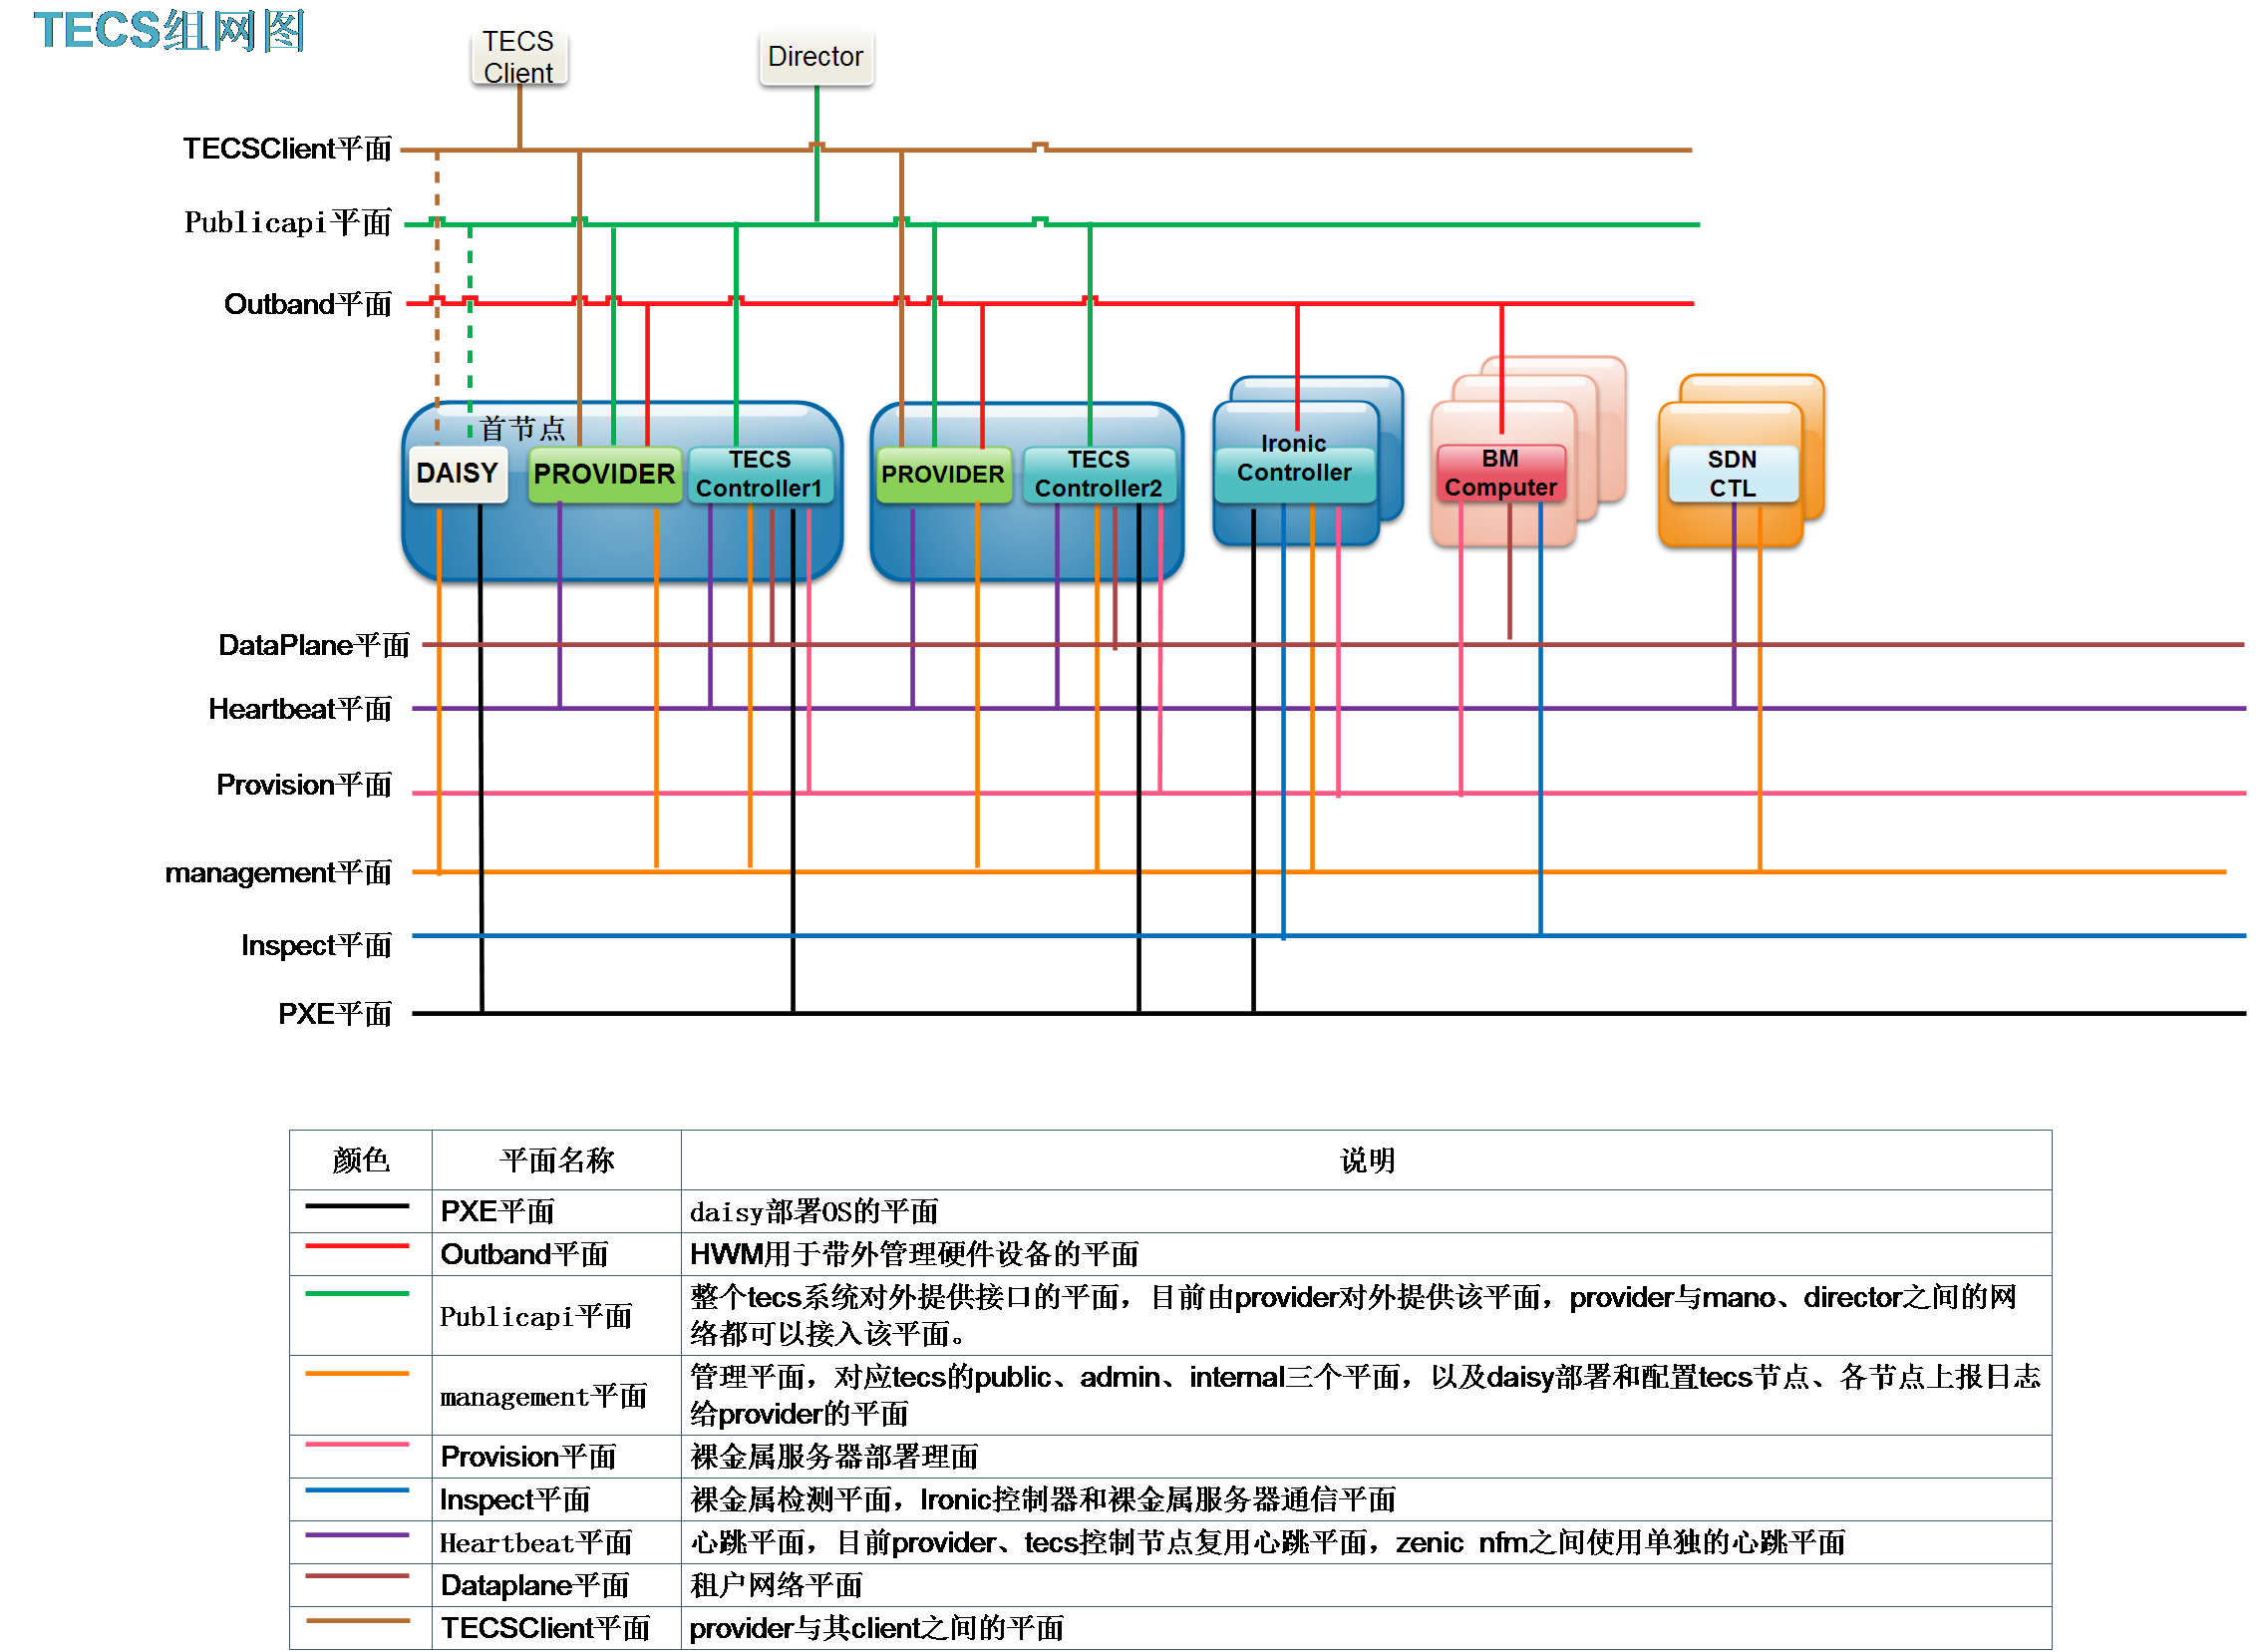 TECS组网图
TECS
Client
Director
TECSClient平面
Publicapi平面
Outband平面
首节点
DAISY
PROVIDER
TECS
Controller1
PROVIDER
TECS
Controller2
Ironic
Controller
BM
Computer
SDN
CTL
DataPlane平面
Heartbeat平面
Provision平面
management平面
Inspect平面
PXE平面
颜色 平面名称 说明
PXE平面 daisy部署OS的平面
Outband平面 HWM用于带外管理硬件设备的平面
Publicapi平面 整个tecs系统对外提供接口的平面，目前由provider对外提供该平面，provider与mano、director之间的网
络都可以接入该平面。
management平面 管理平面，对应tecs的public、admin、internal三个平面，以及daisy部署和配置tecs节点、各节点上报日志
给provider的平面
Provision平面 裸金属服务器部署理面
Inspect平面 裸金属检测平面，Ironic控制器和裸金属服务器通信平面
Heartbeat平面 心跳平面，目前provider、tecs控制节点复用心跳平面，zenic nfm之间使用单独的心跳平面
Dataplane平面 租户网络平面
TECSClient平面 provider与其client之间的平面